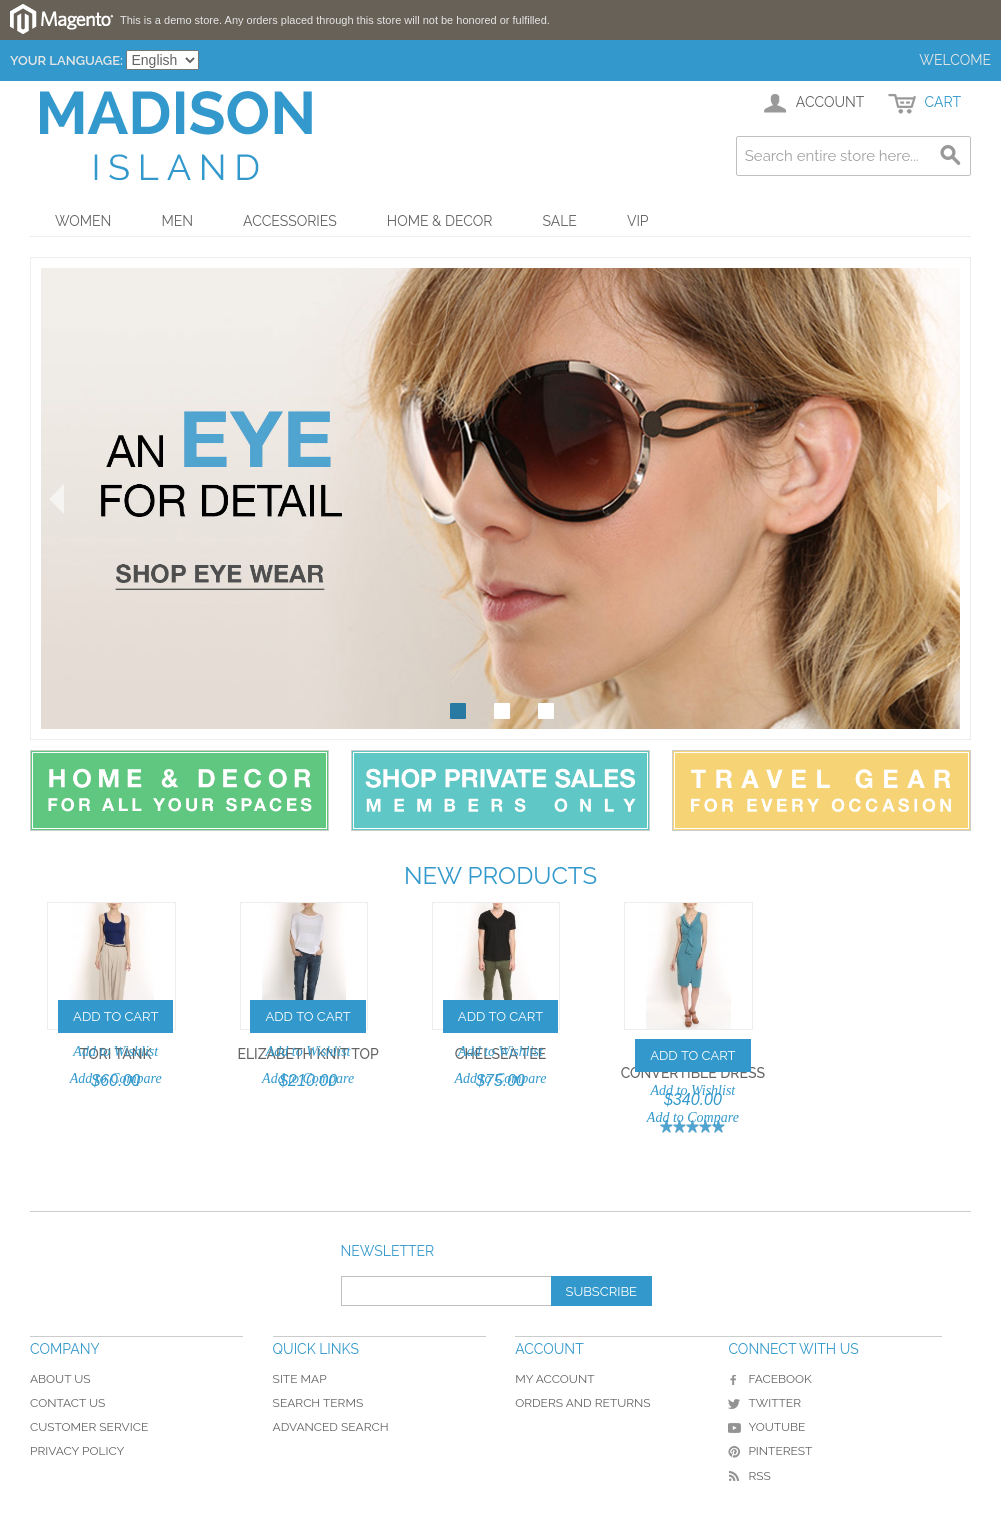 Magento This is a demo store. Any orders placed through this store will not be honored or fulfilled.
YOUR LANGUAGE: English WELCOME
MADISON
ISLAND
ACCOUNT CART
Search entire store here...
WOMEN MEN ACCESSORIES HOME & DECOR SALE VIP
AN EYE
FOR DETAIL
SHOP EYE WEAR
HOME & DECOR
FOR ALL YOUR SPACES
SHOP PRIVATE SALES
MEMBERS ONLY
TRAVEL GEAR
FOR EVERY OCCASION
NEW PRODUCTS
ADD TO CART
TORI TANK
Add to Wishlist
$60.00
Add to Compare
ADD TO CART
ELIZABETH KNIT TOP
Add to Wishlist
$210.00
Add to Compare
ADD TO CART
CHELSEA TEE
Add to Wishlist
$75.00
Add to Compare
ADD TO CART
CONVERTIBLE DRESS
Add to Wishlist
$340.00
Add to Compare
NEWSLETTER
SUBSCRIBE
COMPANY
ABOUT US
CONTACT US
CUSTOMER SERVICE
PRIVACY POLICY
QUICK LINKS
SITE MAP
SEARCH TERMS
ADVANCED SEARCH
ACCOUNT
MY ACCOUNT
ORDERS AND RETURNS
CONNECT WITH US
FACEBOOK
TWITTER
YOUTUBE
PINTEREST
RSS